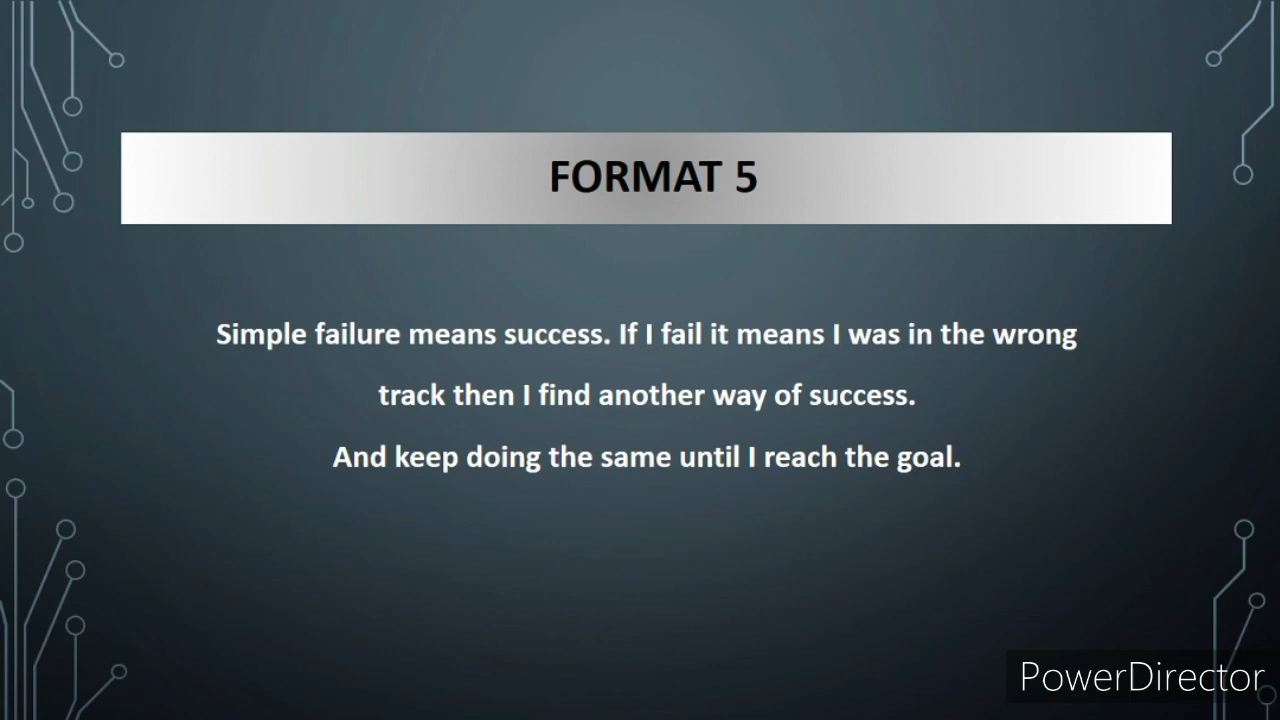 FORMAT 5
Simple failure means success. If I fail it means I was in the wrong
track then I find another way of success.
And keep doing the same until I reach the goal.
PowerDirector